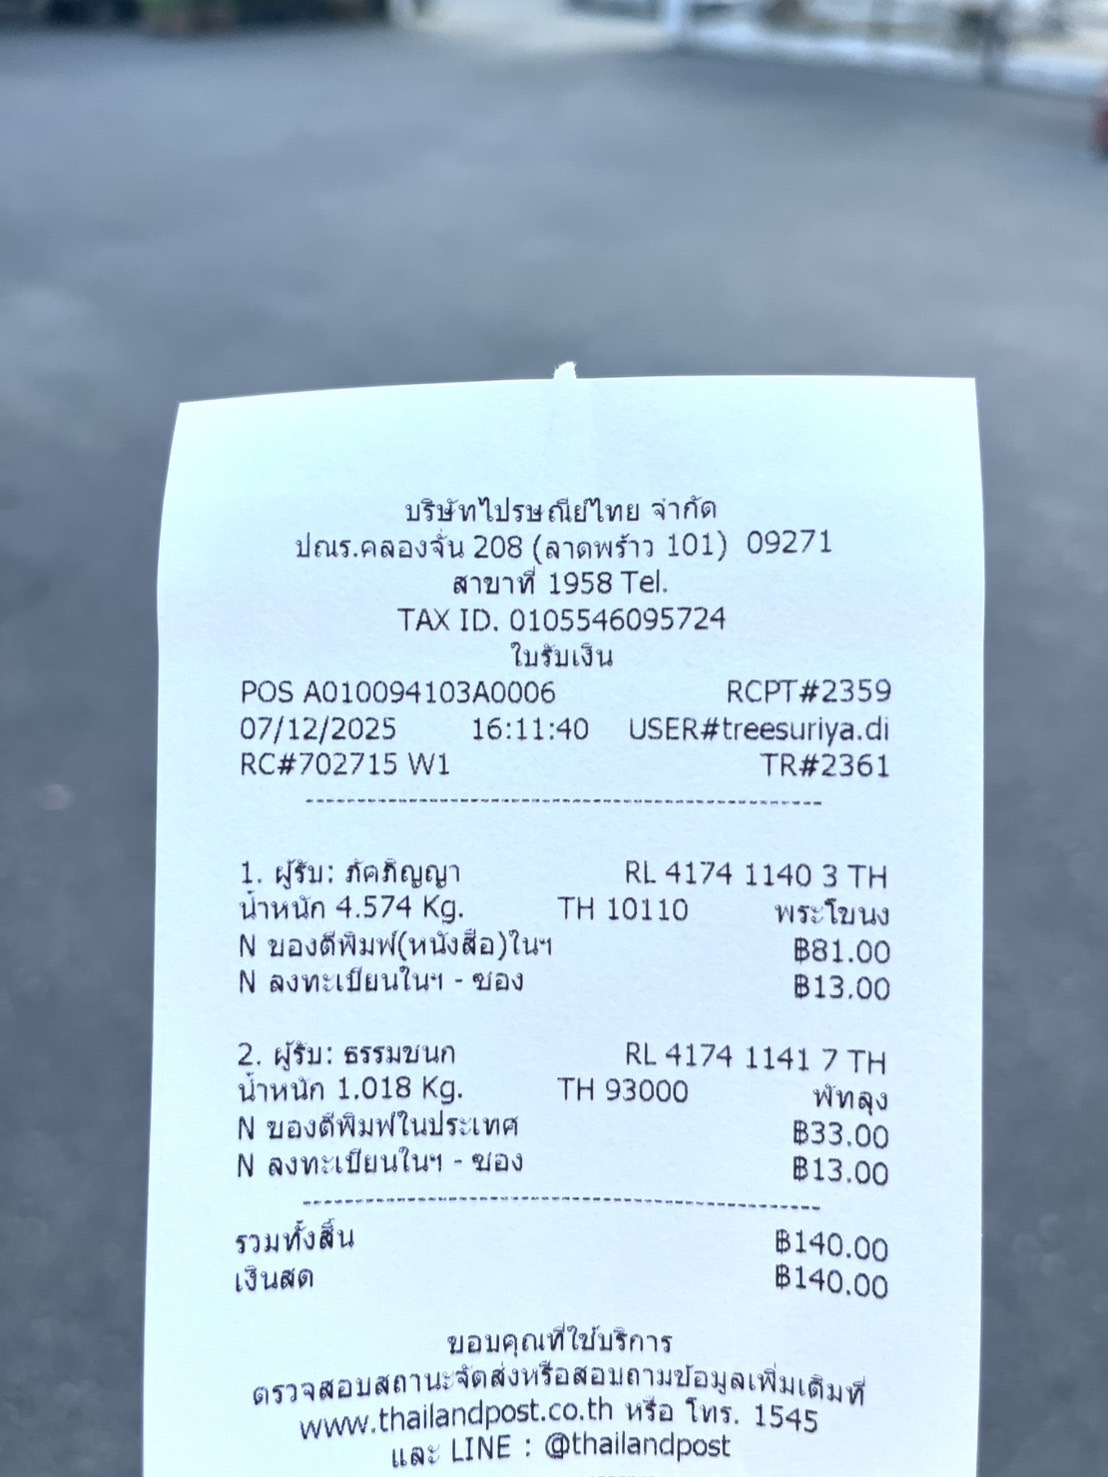 บริษัทไปรษณีย์ไทย จำกัด
ปณร.คลองจั่น 208 (ลาดพร้าว 101) 09271
สาขาที่ 1958 Tel.
TAX ID. 0105546095724
ใบรับเงิน
POS A010094103A0006 RCPT#2359
07/12/2025 16:11:40 USER#treesuriya.di
RC#702715 W1 TR#2361
1. ผู้รับ: ภัคภิญญา RL 4174 1140 3 TH
น้ำหนัก 4.574 Kg. TH 10110 พระโขนง
N ของตีพิมพ์(หนังสือ)ในฯ ฿81.00
N ลงทะเบียนในฯ - ซอง ฿13.00
2. ผู้รับ: ธรรมชนก RL 4174 1141 7 TH
น้ำหนัก 1.018 Kg. TH 93000 พัทลุง
N ของตีพิมพ์ในประเทศ ฿33.00
N ลงทะเบียนในฯ - ซอง ฿13.00
รวมทั้งสิ้น ฿140.00
เงินสด ฿140.00
ขอบคุณที่ใช้บริการ
ตรวจสอบสถานะจัดส่งหรือสอบถามข้อมูลเพิ่มเติมที่
www.thailandpost.co.th หรือ โทร. 1545
และ LINE : @thailandpost